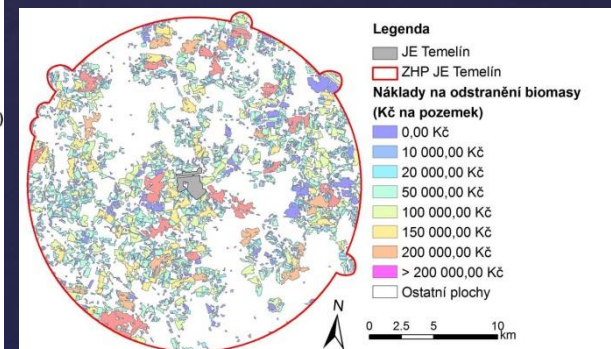 )
Legenda
JE Temelín
ZHP JE Temelín
Náklady na odstranění biomasy
(Kč na pozemek)
0,00 Kč
10 000,00 Kč
20 000,00 Kč
50 000,00 Kč
100 000,00 Kč
150 000,00 Kč
200 000,00 Kč
> 200 000,00 Kč
Ostatní plochy
N
0 2.5 5 10
km